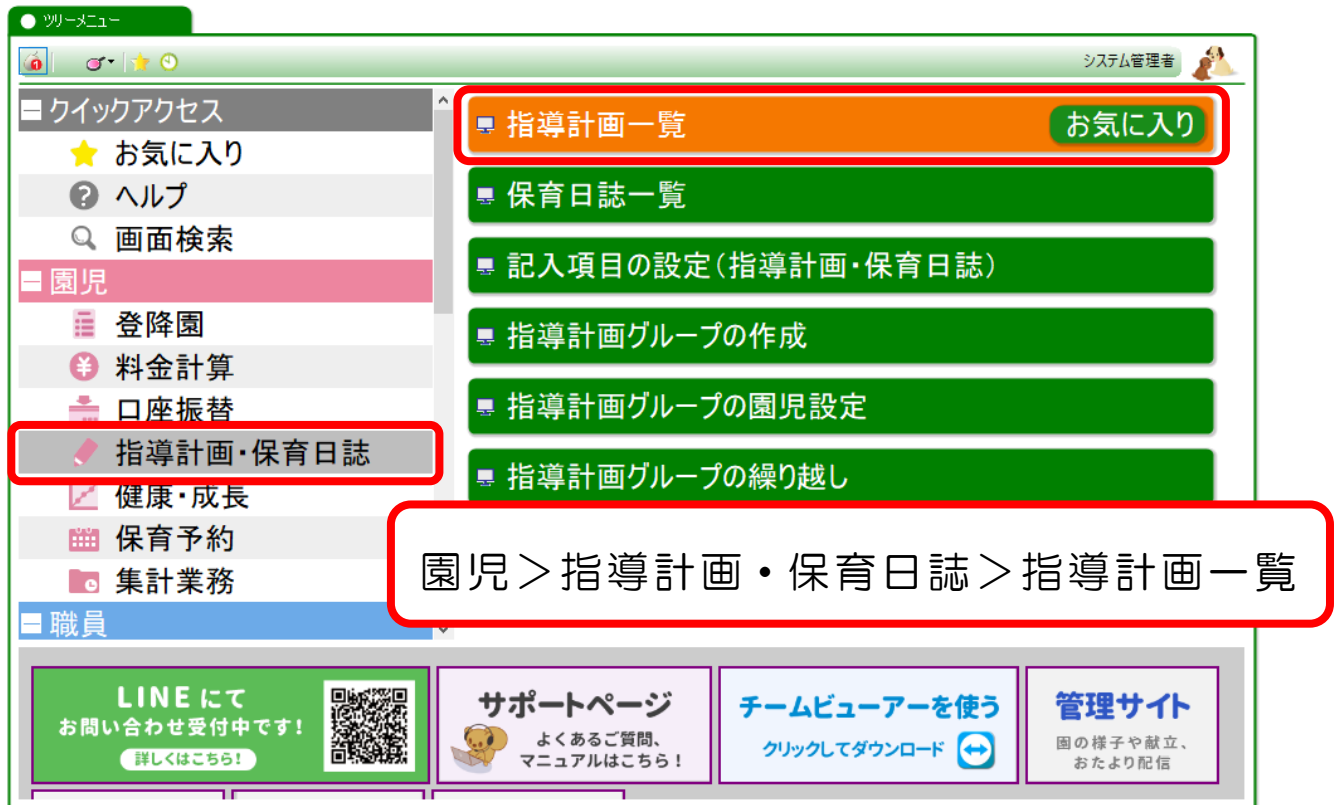 ツリーメニュー
システム管理者
クイックアクセス
お気に入り
ヘルプ
画面検索
園児
登降園
料金計算
口座振替
指導計画・保育日誌
健康・成長
保育予約
集計業務
職員
指導計画一覧
お気に入り
保育日誌一覧
記入項目の設定(指導計画・保育日誌)
指導計画グループの作成
指導計画グループの園児設定
指導計画グループの繰り越し
園児＞指導計画・保育日誌＞指導計画一覧
LINEにて
お問い合わせ受付中です!
詳しくはこちら!
サポートページ
よくあるご質問、
マニュアルはこちら!
チームビューアーを使う
クリックしてダウンロード
管理サイト
園の様子や献立、
おたより配信